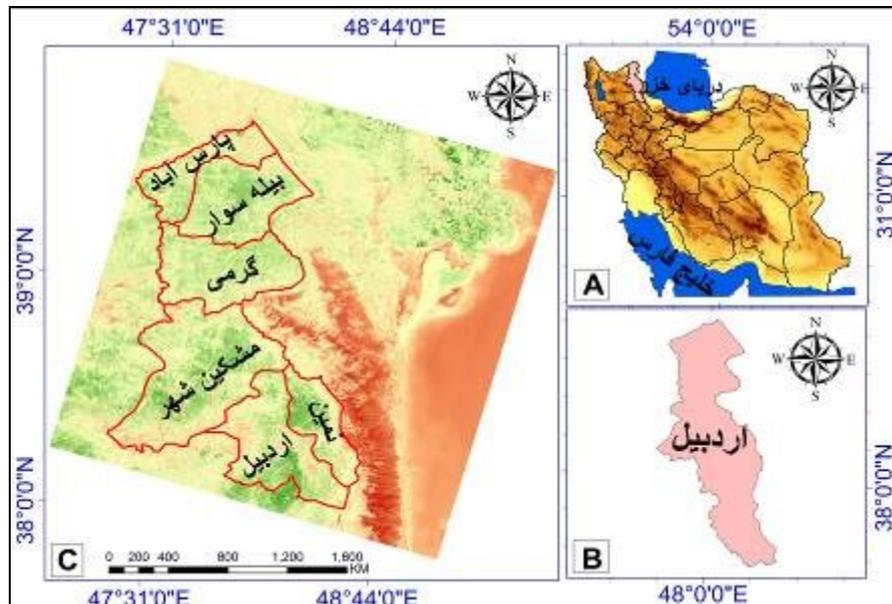 47°31'0"E
48°44'0"E
54°0'0"E
N
W
E
S
پارس اباد
بیله سوار
گرمی
مشکین شهر
نمین
اردبیل
39°0'0"N
38°0'0"N
C
0 200 400 800 1,200 1,600
KM
47°31'0"E
48°44'0"E
N
W
E
S
دریای خزر
خلیج فارس
31°0'0"N
A
N
W
E
S
اردبیل
38°0'0"N
B
48°0'0"E